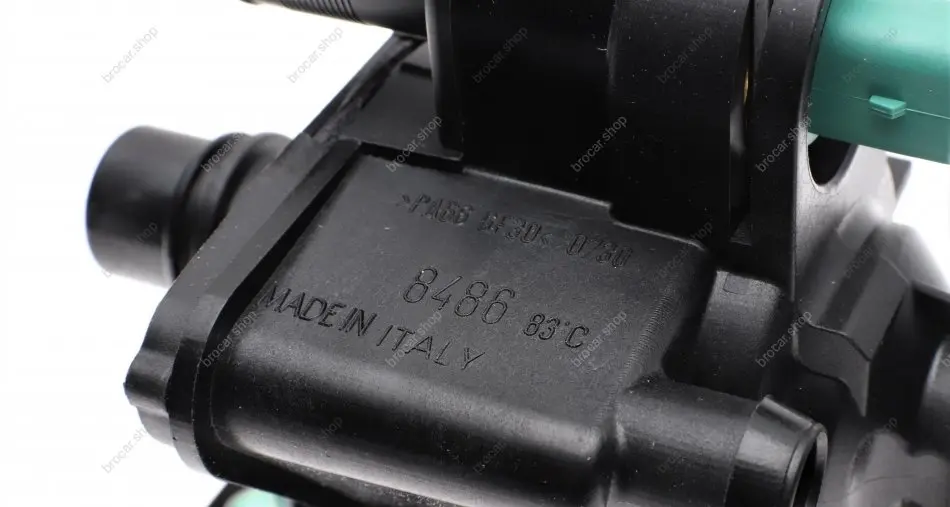 >PA66 GF30< 0730
8486 83°C
MADE IN ITALY
brocar.shop